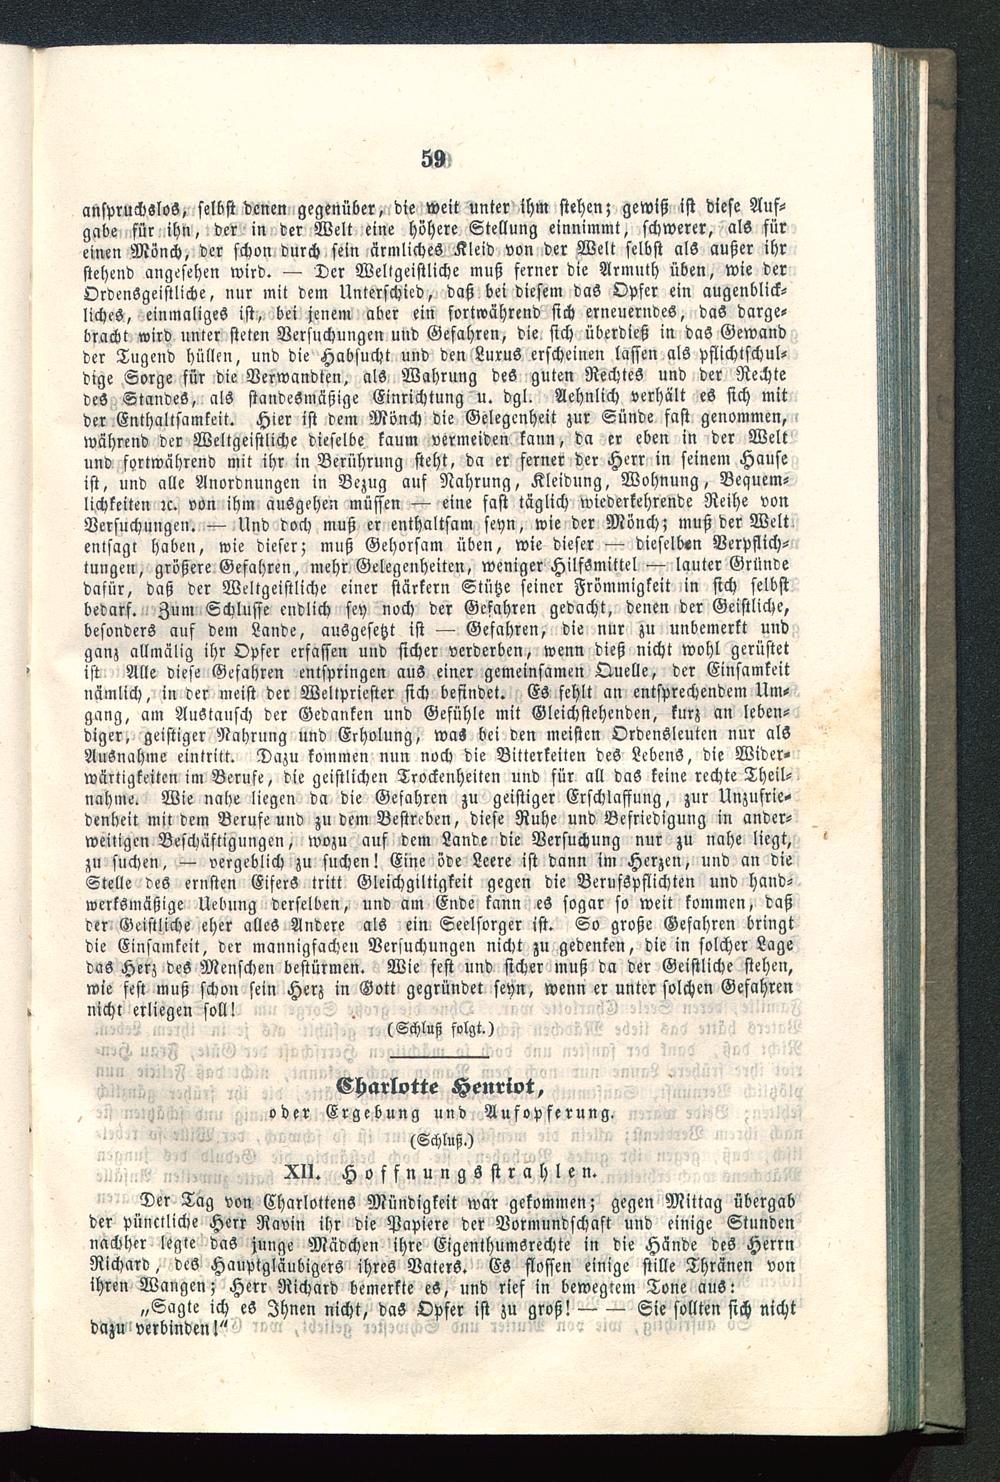 59
anspruchslos, selbst denen gegenüber, die weit unter ihm stehen; gewiß ist diese Auf-
gabe für ihn, der in der Welt eine höhere Stellung einnimmt, schwerer, als für
einen Mönch, der schon durch sein ärmliches Kleid von der Welt selbst als außer ihr
stehend angesehen wird. — Der Weltgeistliche muß ferner die Armuth üben, wie der
Ordensgeistliche, nur mit dem Unterschied, daß bei diesem das Opfer ein augenblick-
liches, einmaliges ist, bei jenem aber ein fortwährend sich erneuerndes, das darge-
bracht wird unter steten Versuchungen und Gefahren, die sich überdieß in das Gewand
der Tugend hüllen, und die Habsucht und den Luxus erscheinen lassen als pflichtschul-
dige Sorge für die Verwandten, als Wahrung des guten Rechtes und der Rechte
des Standes, als standesmäßige Einrichtung u. dgl. Aehnlich verhält es sich mit
der Enthaltsamkeit. Hier ist dem Mönch die Gelegenheit zur Sünde fast genommen,
während der Weltgeistliche dieselbe kaum vermeiden kann, da er eben in der Welt
und fortwährend mit ihr in Berührung steht, da er ferner der Herr in seinem Hause
ist, und alle Anordnungen in Bezug auf Nahrung, Kleidung, Wohnung, Bequem-
lichkeiten ꝛc. von ihm ausgehen müssen — eine fast täglich wiederkehrende Reihe von
Versuchungen. — Und doch muß er enthaltsam seyn, wie der Mönch; muß der Welt
entsagt haben, wie dieser; muß Gehorsam üben, wie dieser — dieselben Verpflich-
tungen, größere Gefahren, mehr Gelegenheiten, weniger Hilfsmittel — lauter Gründe
dafür, daß der Weltgeistliche einer stärkern Stütze seiner Frömmigkeit in sich selbst
bedarf. Zum Schlusse endlich sey noch der Gefahren gedacht, denen der Geistliche,
besonders auf dem Lande, ausgesetzt ist — Gefahren, die nur zu unbemerkt und
ganz allmälig ihr Opfer erfassen und sicher verderben, wenn dieß nicht wohl gerüstet
ist. Alle diese Gefahren entspringen aus einer gemeinsamen Quelle, der Einsamkeit
nämlich, in der meist der Weltpriester sich befindet. Es fehlt an entsprechendem Um-
gang, am Austausch der Gedanken und Gefühle mit Gleichstehenden, kurz an leben-
diger, geistiger Nahrung und Erholung, was bei den meisten Ordensleuten nur als
Ausnahme eintritt. Dazu kommen nun noch die Bitterkeiten des Lebens, die Wider-
wärtigkeiten im Berufe, die geistlichen Trockenheiten und für all das keine rechte Theil-
nahme. Wie nahe liegen da die Gefahren zu geistiger Erschlaffung, zur Unzufrie-
denheit mit dem Berufe und zu dem Bestreben, diese Ruhe und Befriedigung in ander-
weitigen Beschäftigungen, wozu auf dem Lande die Versuchung nur zu nahe liegt,
zu suchen, — vergeblich zu suchen! Eine öde Leere ist dann im Herzen, und an die
Stelle des ernsten Eifers tritt Gleichgiltigkeit gegen die Berufspflichten und hand-
werksmäßige Uebung derselben, und am Ende kann es sogar so weit kommen, daß
der Geistliche eher alles Andere als ein Seelsorger ist. So große Gefahren bringt
die Einsamkeit, der mannigfachen Versuchungen nicht zu gedenken, die in solcher Lage
das Herz des Menschen bestürmen. Wie fest und sicher muß da der Geistliche stehen,
wie fest muß schon sein Herz in Gott gegründet seyn, wenn er unter solchen Gefahren
nicht erliegen soll!
(Schluß folgt.)
Charlotte Henriot,
oder Ergebung und Aufopferung.
(Schluß.)
XII. Hoffnungsstrahlen.
Der Tag von Charlottens Mündigkeit war gekommen; gegen Mittag übergab
der pünctliche Herr Ravin ihr die Papiere der Vormundschaft und einige Stunden
nachher legte das junge Mädchen ihre Eigenthumsrechte in die Hände des Herrn
Richard, des Hauptgläubigers ihres Vaters. Es flossen einige stille Thränen von
ihren Wangen; Herr Richard bemerkte es, und rief in bewegtem Tone aus:
„Sagte ich es Ihnen nicht, das Opfer ist zu groß! — — Sie sollten sich nicht
dazu verbinden!“